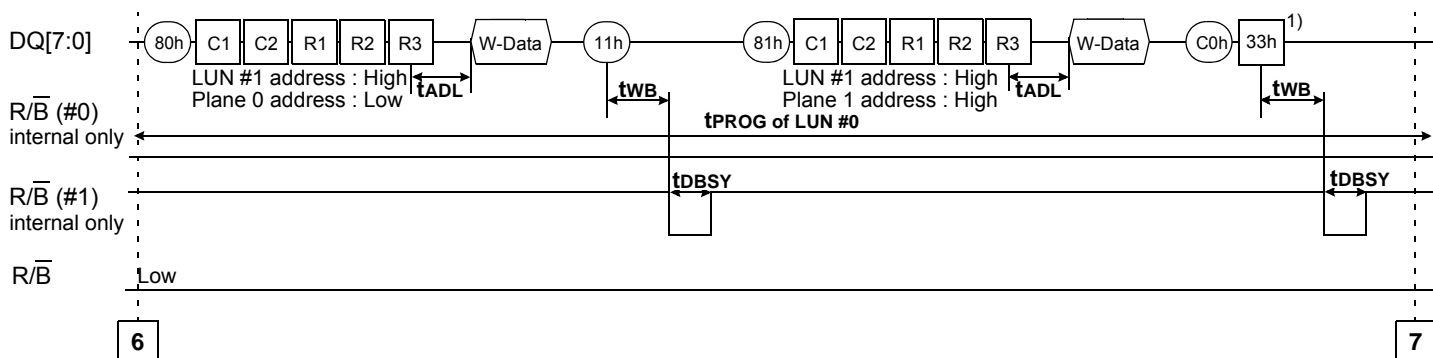 DQ[7:0] 80h C1 C2 R1 R2 R3 W-Data 11h 81h C1 C2 R1 R2 R3 W-Data C0h 33h 1)
LUN #1 address : High tADL LUN #1 address : High tADL
Plane 0 address : Low tWB Plane 1 address : High tWB
R/B̅ (#0) tPROG of LUN #0
internal only
R/B̅ (#1) tDBSY tDBSY
internal only
R/B̅ Low
6 7